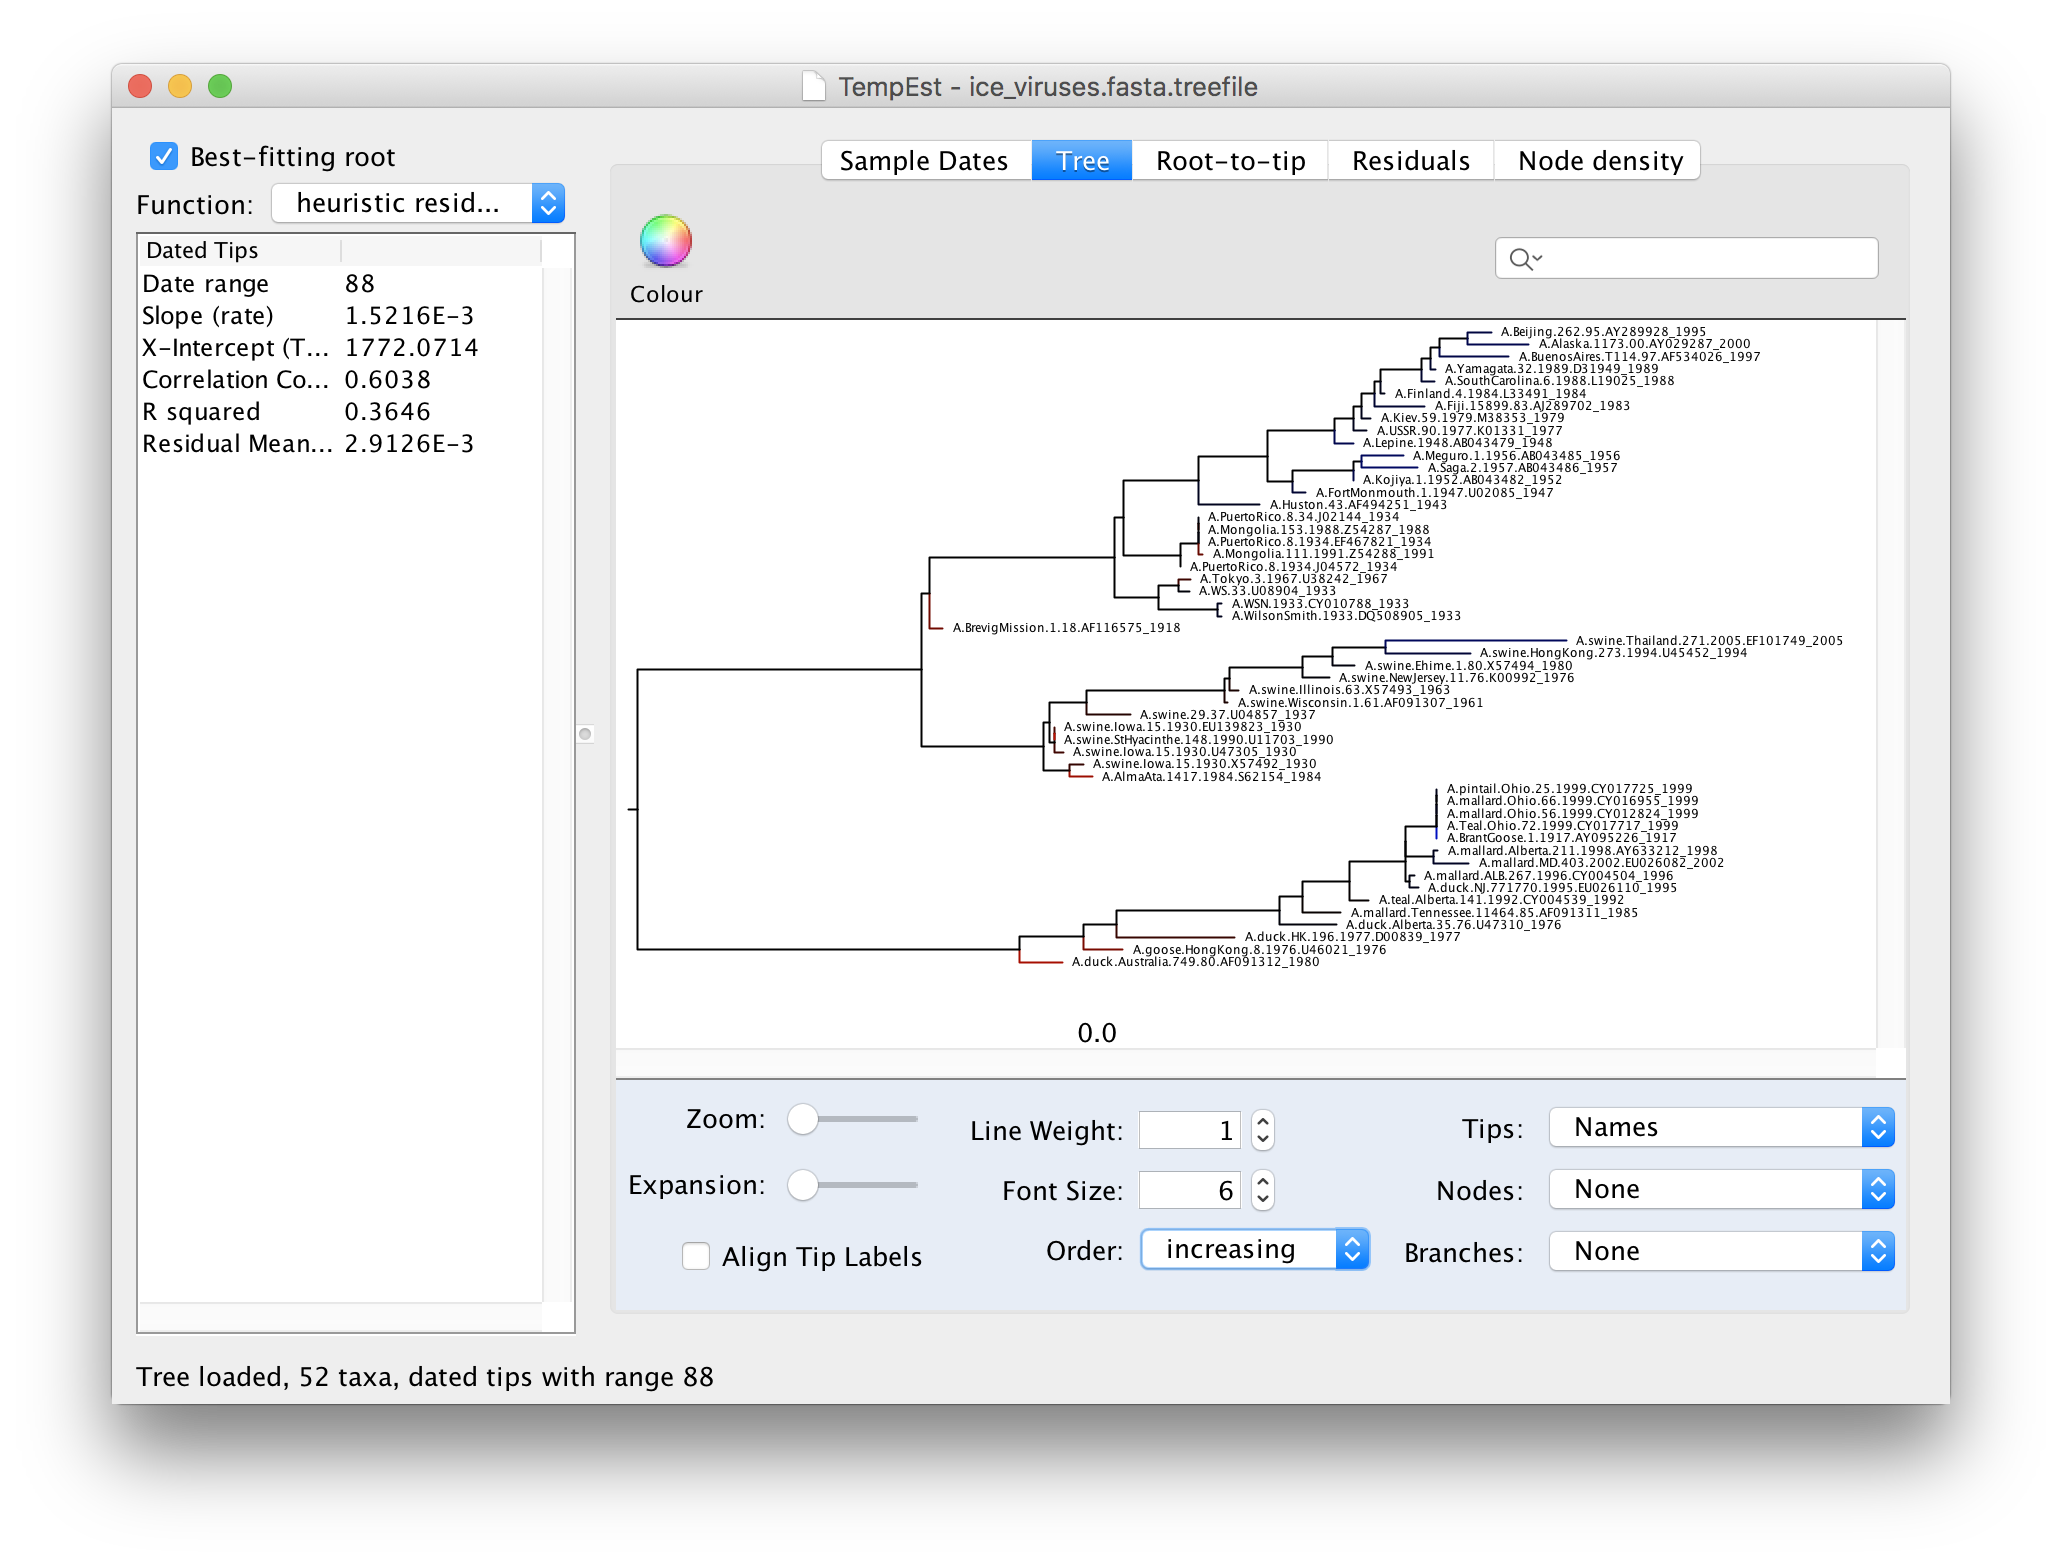 TempEst - ice_viruses.fasta.treefile
Best-fitting root
Function: heuristic resid...
Dated Tips
Date range 88
Slope (rate) 1.5216E-3
X-Intercept (T... 1772.0714
Correlation Co... 0.6038
R squared 0.3646
Residual Mean... 2.9126E-3
Sample Dates Tree Root-to-tip Residuals Node density
Colour
A.Beijing.262.95.AY289928_1995
A.Alaska.1173.00.AY029287_2000
A.BuenosAires.T114.97.AF534026_1997
A.Yamagata.32.1989.D31949_1989
A.SouthCarolina.6.1988.L19025_1988
A.Finland.4.1984.L33491_1984
A.Fiji.15899.83.AJ289702_1983
A.Kiev.59.1979.M38353_1979
A.USSR.90.1977.K01331_1977
A.Lepine.1948.AB043479_1948
A.Meguro.1.1956.AB043485_1956
A.Saga.2.1957.AB043486_1957
A.Kojiya.1.1952.AB043482_1952
A.FortMonmouth.1.1947.U02085_1947
A.Huston.43.AF494251_1943
A.PuertoRico.8.34.J02144_1934
A.Mongolia.153.1988.Z54287_1988
A.PuertoRico.8.1934.EF467821_1934
A.Mongolia.111.1991.Z54288_1991
A.PuertoRico.8.1934.J04572_1934
A.Tokyo.3.1967.U38242_1967
A.WS.33.U08904_1933
A.WSN.1933.CY010788_1933
A.WilsonSmith.1933.DQ508905_1933
A.BrevigMission.1.18.AF116575_1918
A.swine.Thailand.271.2005.EF101749_2005
A.swine.HongKong.273.1994.U45452_1994
A.swine.Ehime.1.80.X57494_1980
A.swine.NewJersey.11.76.K00992_1976
A.swine.Illinois.63.X57493_1963
A.swine.Wisconsin.1.61.AF091307_1961
A.swine.29.37.U04857_1937
A.swine.Iowa.15.1930.EU139823_1930
A.swine.StHyacinthe.148.1990.U11703_1990
A.swine.Iowa.15.1930.U47305_1930
A.swine.Iowa.15.1930.X57492_1930
A.AlmaAta.1417.1984.S62154_1984
A.pintail.Ohio.25.1999.CY017725_1999
A.mallard.Ohio.66.1999.CY016955_1999
A.mallard.Ohio.56.1999.CY012824_1999
A.Teal.Ohio.72.1999.CY017717_1999
A.BrantGoose.1.1917.AY095226_1917
A.mallard.Alberta.211.1998.AY633212_1998
A.mallard.MD.403.2002.EU026082_2002
A.mallard.ALB.267.1996.CY004504_1996
A.duck.NJ.771770.1995.EU026110_1995
A.teal.Alberta.141.1992.CY004539_1992
A.mallard.Tennessee.11464.85.AF091311_1985
A.duck.Alberta.35.76.U47310_1976
A.duck.HK.196.1977.D00839_1977
A.goose.HongKong.8.1976.U46021_1976
A.duck.Australia.749.80.AF091312_1980
0.0
Zoom: Line Weight: 1 Tips: Names
Expansion: Font Size: 6 Nodes: None
Align Tip Labels Order: increasing Branches: None
Tree loaded, 52 taxa, dated tips with range 88